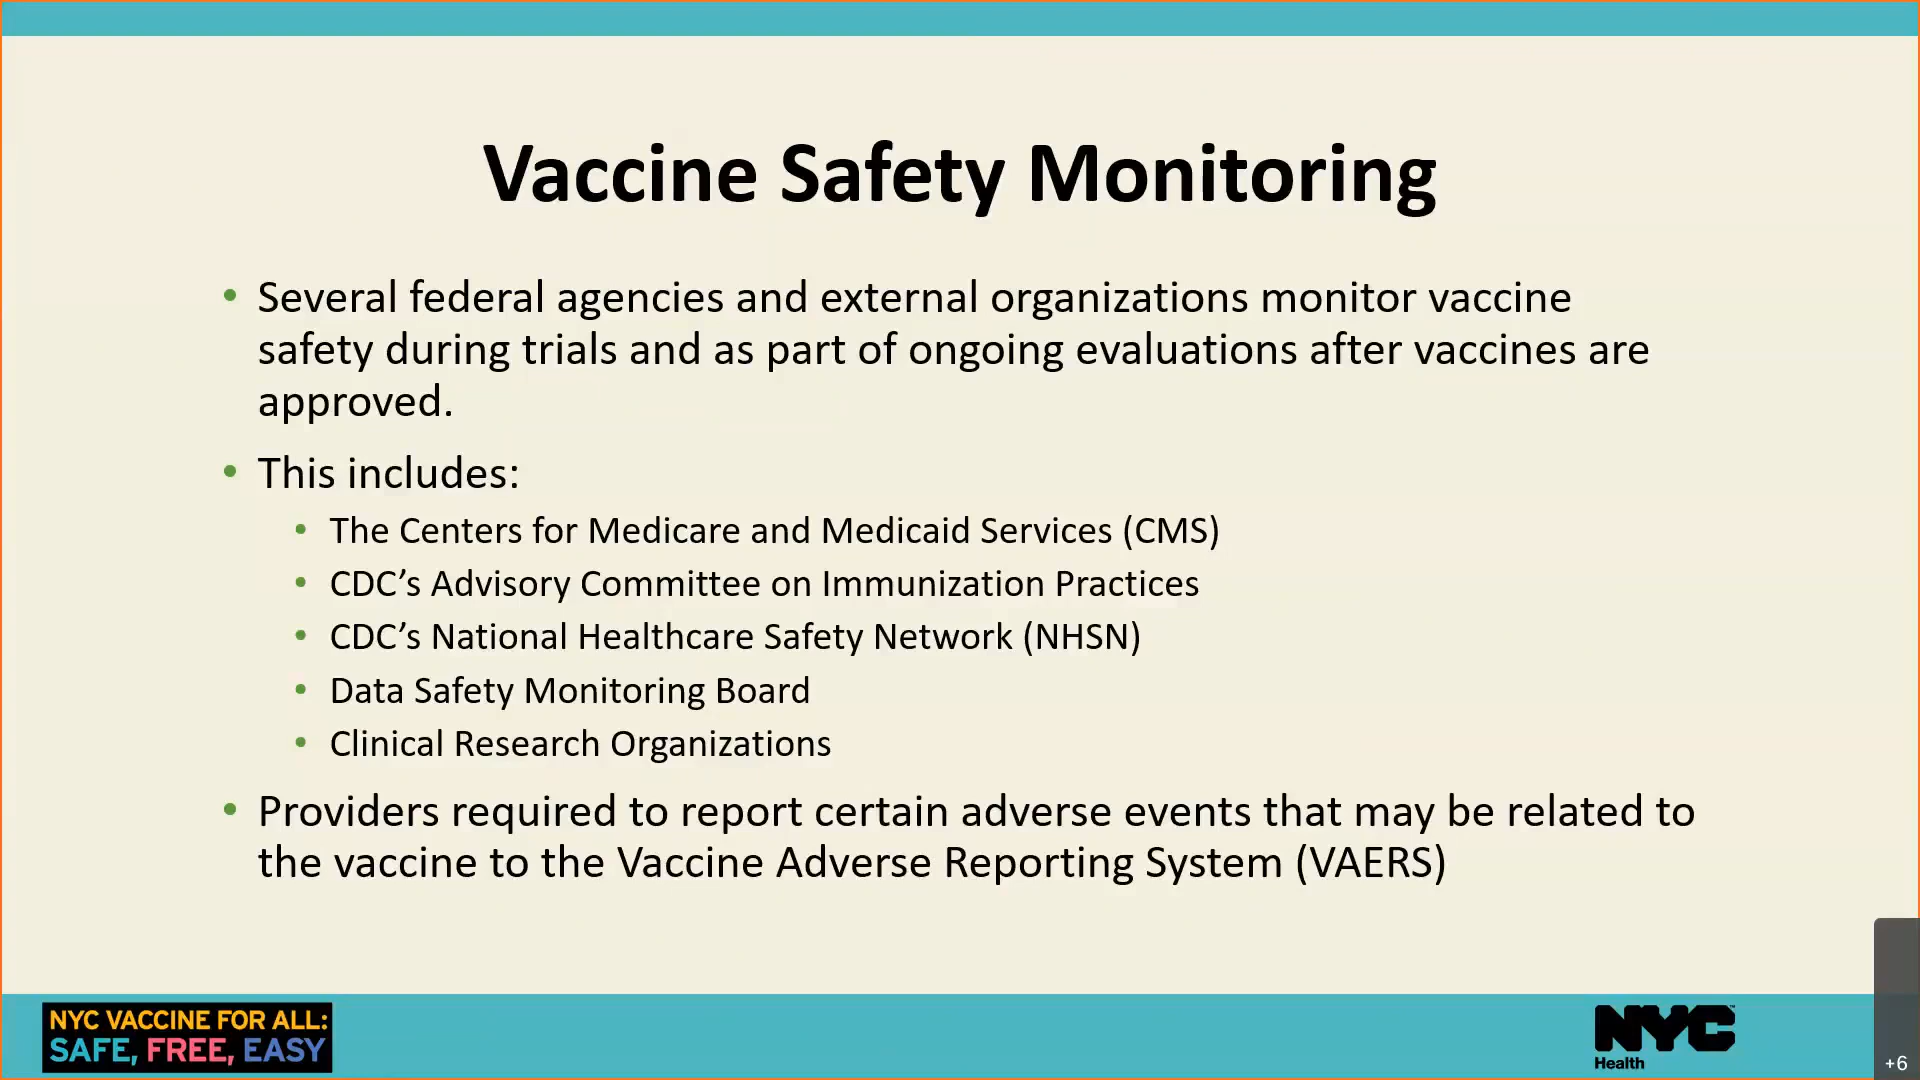 Vaccine Safety Monitoring
• Several federal agencies and external organizations monitor vaccine
safety during trials and as part of ongoing evaluations after vaccines are
approved.
• This includes:
• The Centers for Medicare and Medicaid Services (CMS)
• CDC’s Advisory Committee on Immunization Practices
• CDC’s National Healthcare Safety Network (NHSN)
• Data Safety Monitoring Board
• Clinical Research Organizations
• Providers required to report certain adverse events that may be related to
the vaccine to the Vaccine Adverse Reporting System (VAERS)
NYC VACCINE FOR ALL:
SAFE, FREE, EASY
NYC
Health
+6